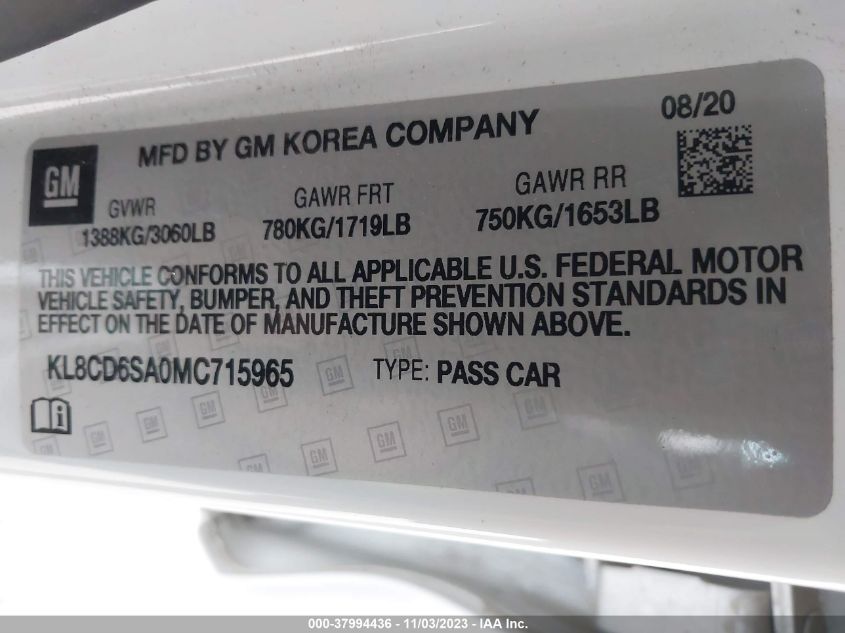 08/20
MFD BY GM KOREA COMPANY
GM
GVWR GAWR FRT GAWR RR
1388KG/3060LB 780KG/1719LB 750KG/1653LB
THIS VEHICLE CONFORMS TO ALL APPLICABLE U.S. FEDERAL MOTOR
VEHICLE SAFETY, BUMPER, AND THEFT PREVENTION STANDARDS IN
EFFECT ON THE DATE OF MANUFACTURE SHOWN ABOVE.
KL8CD6SA0MC715965 TYPE: PASS CAR
000-37994436 - 11/03/2023 - IAA Inc.